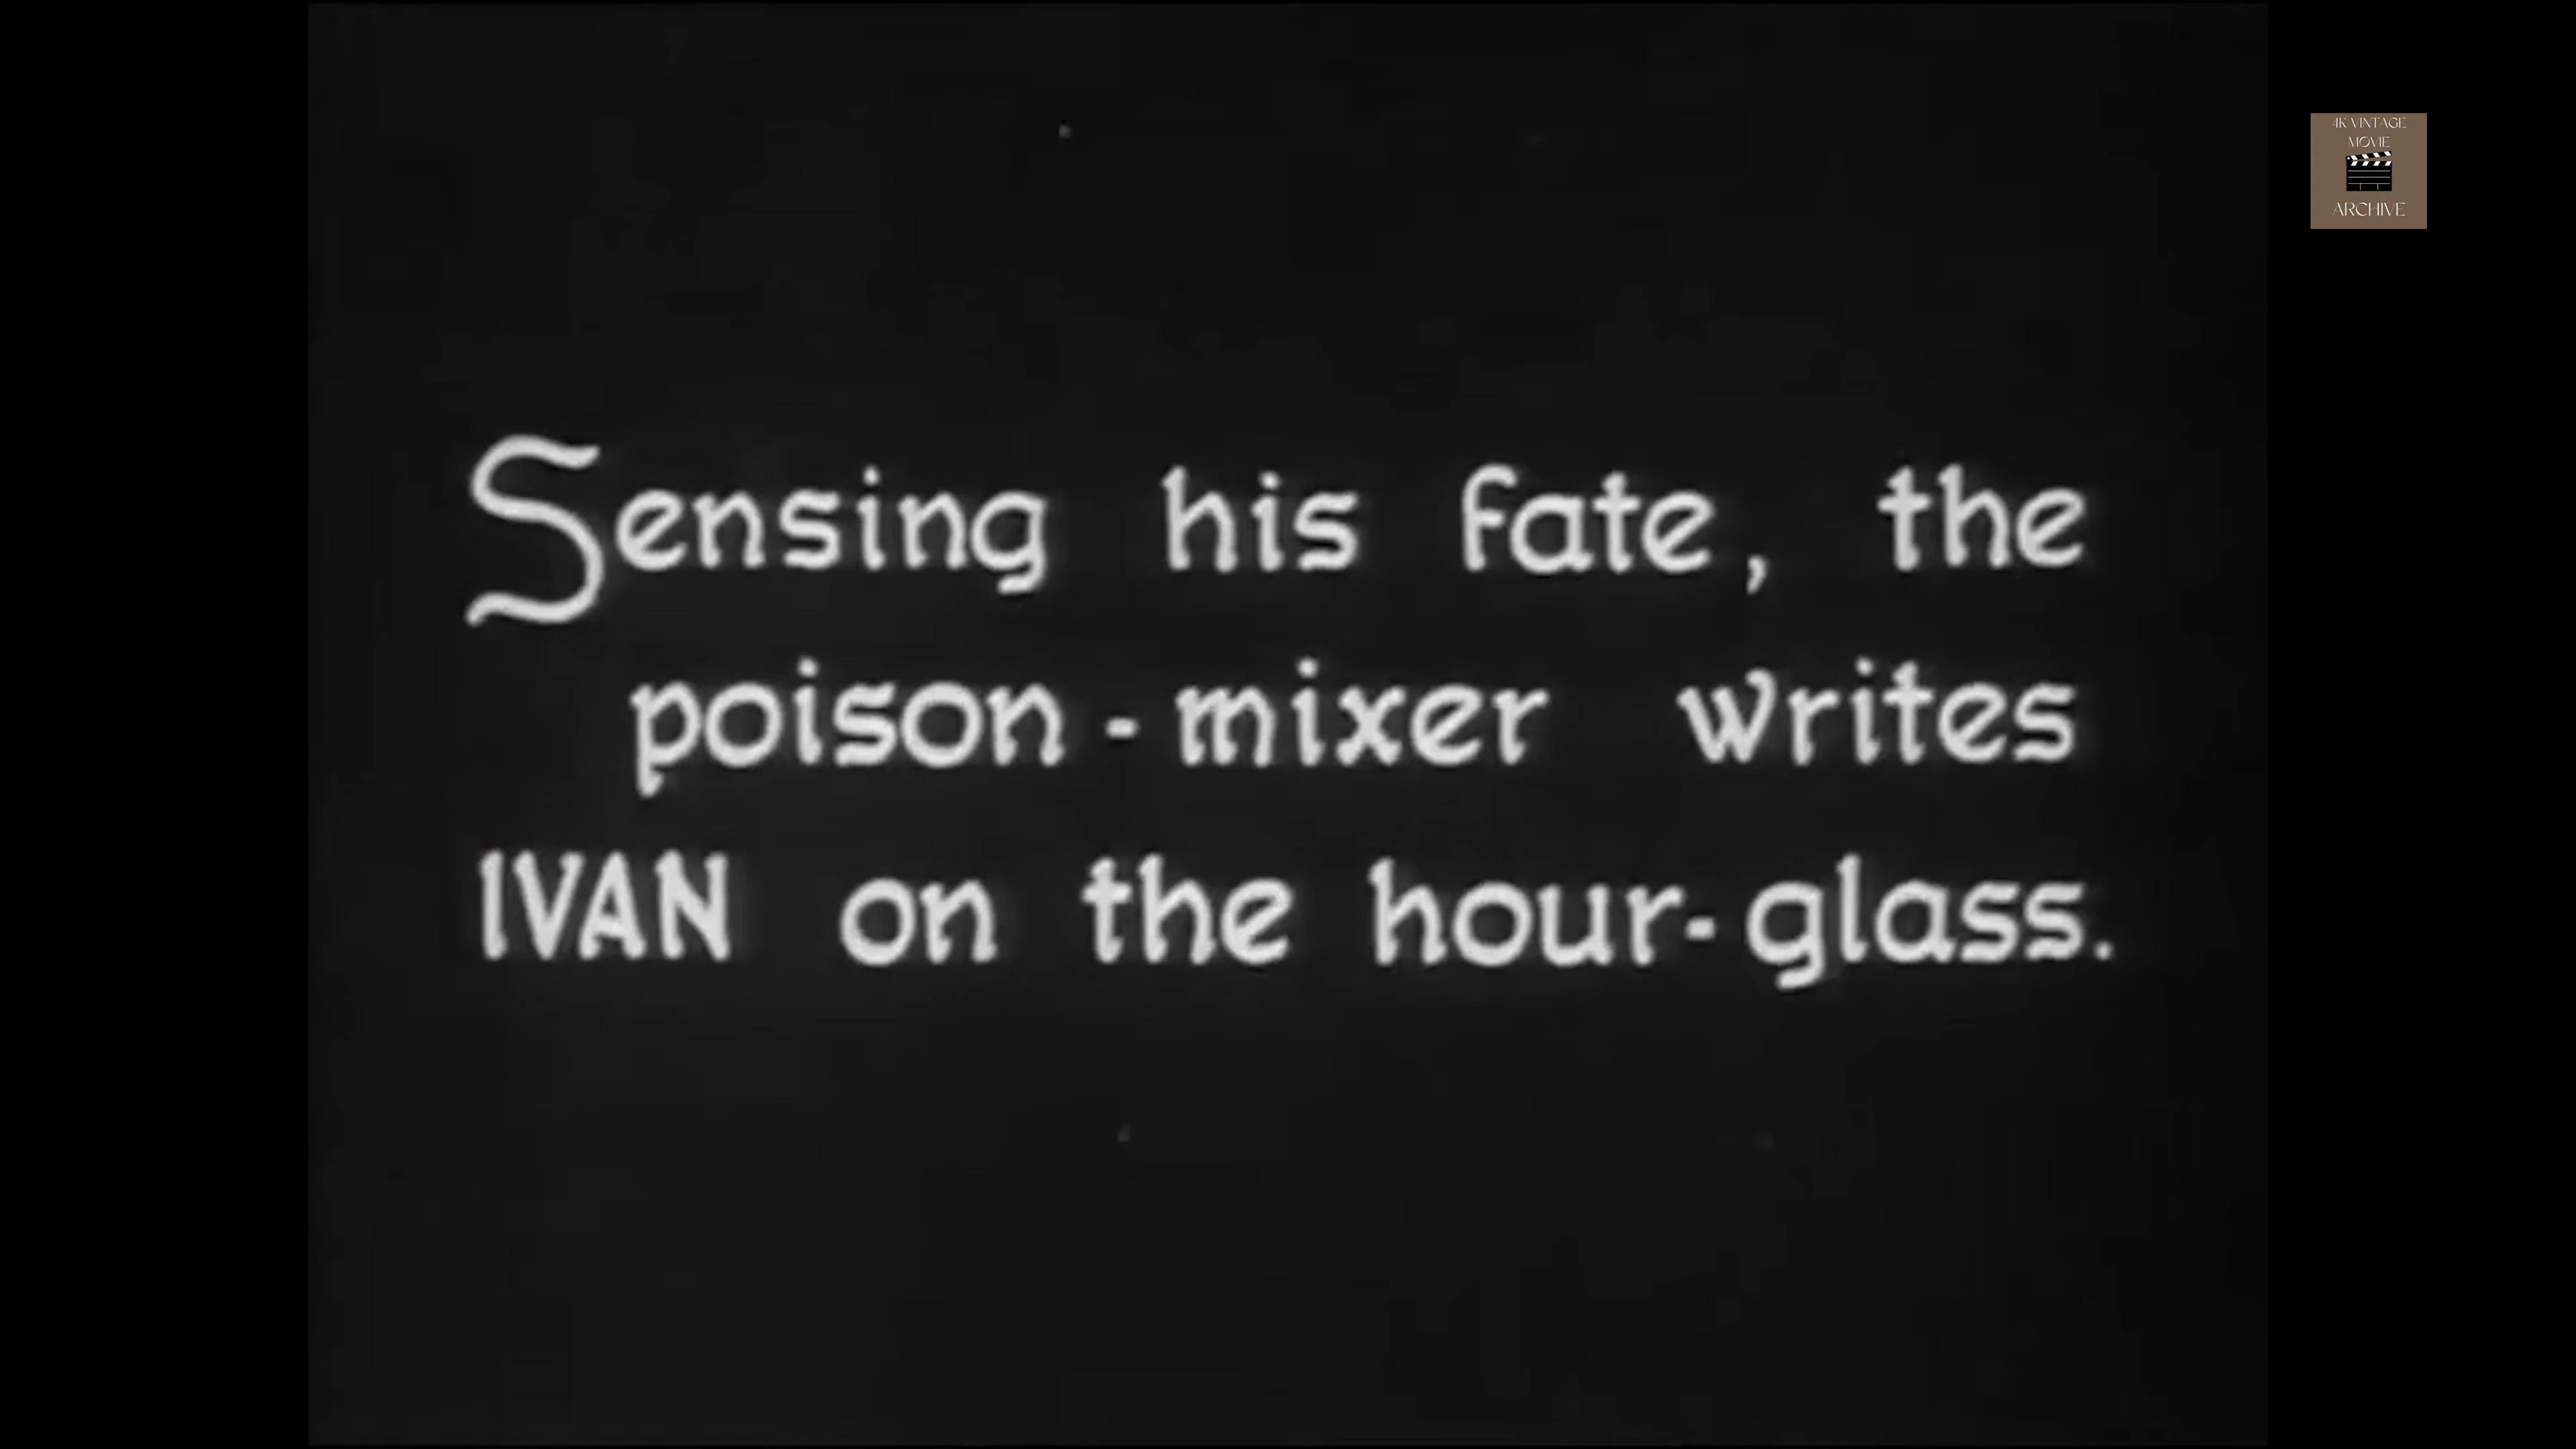 4K VINTAGE
MOVIE
ARCHIVE
Sensing his fate, the
poison-mixer writes
IVAN on the hour-glass.